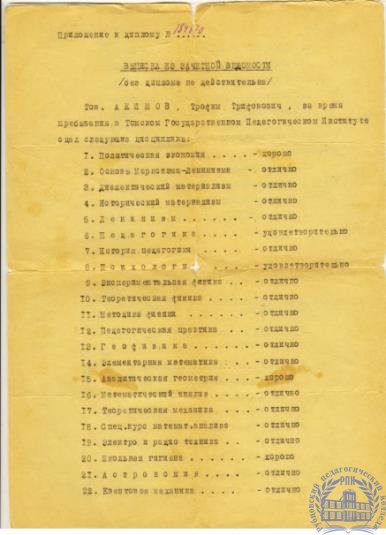 Приложение к диплому №
ВЫПИСКА ИЗ ЗАЧЕТНОЙ ВЕДОМОСТИ
/без диплома не действительна/
Тов. АКИМОВ, Трофим Трифонович, за время
пребывания в Томском Государственном Педагогическом Институте
сдал следующие дисциплины:
1. Политическая экономия .... - хорошо
2. Основы Марксизма-Ленинизма - отлично
3. Диалектический материализм - отлично
4. Исторический материализм - отлично
5. Ленинизм ....... - отлично
6. Педагогика ..... - удовлетворительно
7. История педагогики .... - отлично
8. Психология .... - удовлетворительно
9. Экспериментальная физика .. - отлично
10. Теоретическая физика ... - отлично
11. Методика физики ..... - отлично
12. Педагогическая практика .. - отлично
13. Геофизика ...... - отлично
14. Элементарная математика .. - отлично
15. Аналитическая геометрия ... - хорошо
16. Математический анализ ... - отлично
17. Теоретическая механика .. - отлично
18. Спец.курс математ.анализа - отлично
19. Электро и радио техника .. - отлично
20. Школьная гигиена .... - хорошо
21. Астрономия .... - отлично
22. Квантовая механика ... - отлично
РПК
Рубцовский педагогический колледж